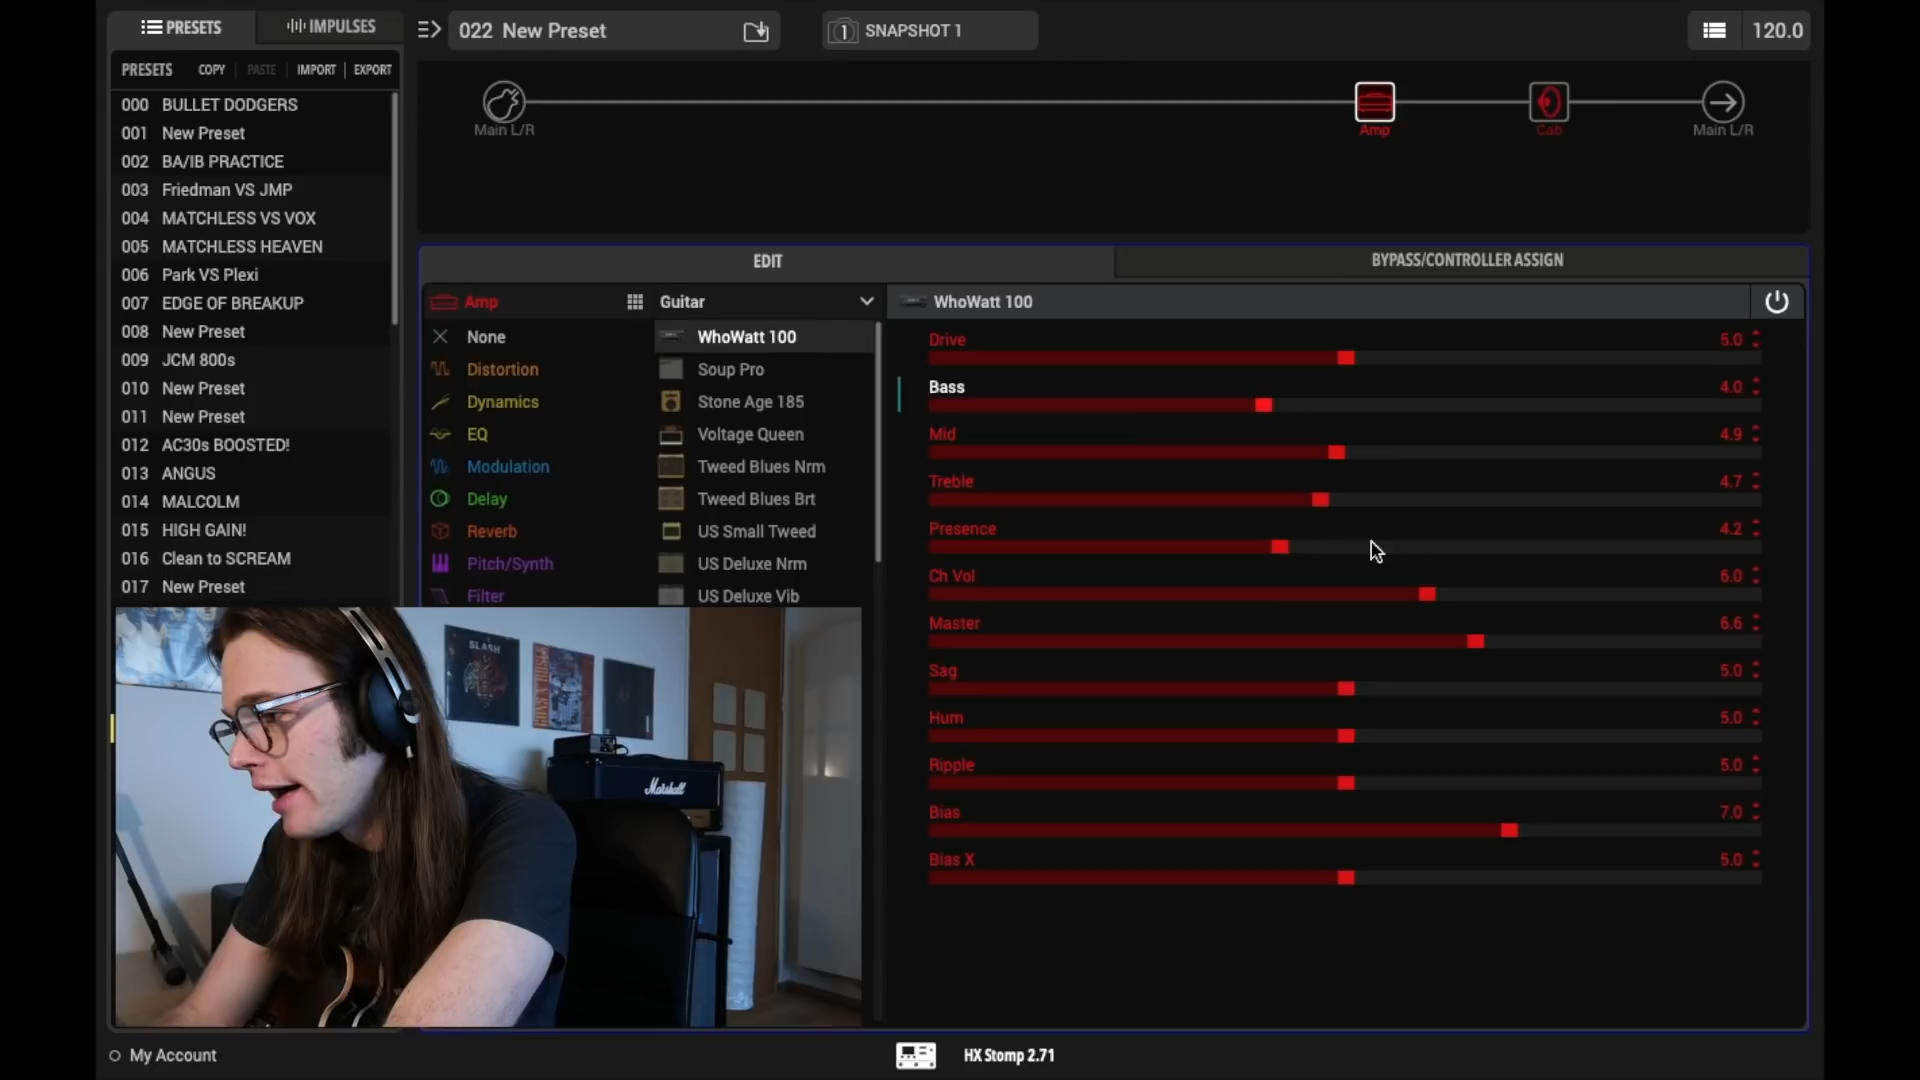 PRESETS
IMPULSES
022 New Preset
1 SNAPSHOT 1
120.0
PRESETS COPY PASTE IMPORT EXPORT
000 BULLET DODGERS
001 New Preset
002 BA/IB PRACTICE
003 Friedman VS JMP
004 MATCHLESS VS VOX
005 MATCHLESS HEAVEN
006 Park VS Plexi
007 EDGE OF BREAKUP
008 New Preset
009 JCM 800s
010 New Preset
011 New Preset
012 AC30s BOOSTED!
013 ANGUS
014 MALCOLM
015 HIGH GAIN!
016 Clean to SCREAM
017 New Preset
Main L/R
Amp
Cab
Main L/R
EDIT
BYPASS/CONTROLLER ASSIGN
Amp
None
Distortion
Dynamics
EQ
Modulation
Delay
Reverb
Pitch/Synth
Filter
Guitar
WhoWatt 100
Soup Pro
Stone Age 185
Voltage Queen
Tweed Blues Nrm
Tweed Blues Brt
US Small Tweed
US Deluxe Nrm
US Deluxe Vib
WhoWatt 100
Drive 5.0
Bass 4.0
Mid 4.9
Treble 4.7
Presence 4.2
Ch Vol 6.0
Master 6.6
Sag 5.0
Hum 5.0
Ripple 5.0
Bias 7.0
Bias X 5.0
SLASH
GUNS N ROSES
Marshall
My Account
HX Stomp 2.71